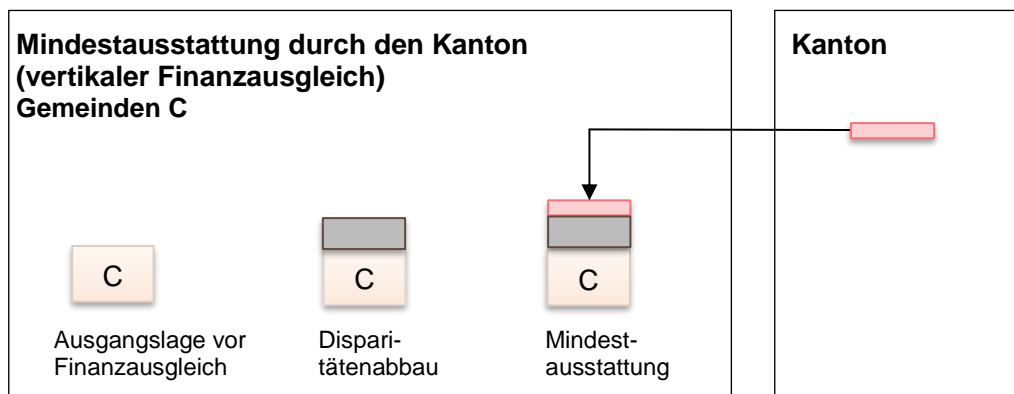 Mindestausstattung durch den Kanton
(vertikaler Finanzausgleich)
Gemeinden C
Kanton
C
C
C
Ausgangslage vor
Finanzausgleich
Dispari-
tätenabbau
Mindest-
ausstattung